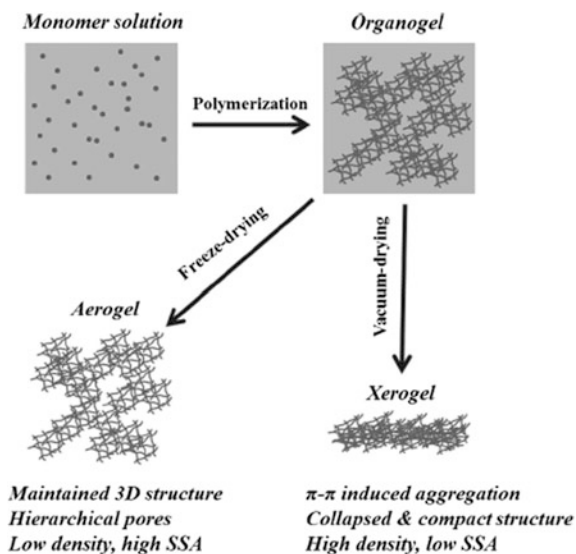 Monomer solution
Organogel
Polymerization
Freeze-drying
Vacuum-drying
Aerogel
Xerogel
Maintained 3D structure
Hierarchical pores
Low density, high SSA
π-π induced aggregation
Collapsed & compact structure
High density, low SSA